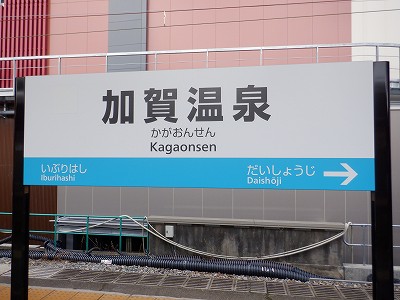 加賀温泉
かがおんせん
Kagaonsen
いぶりはし だいしょうじ →
Iburihashi Daishōji